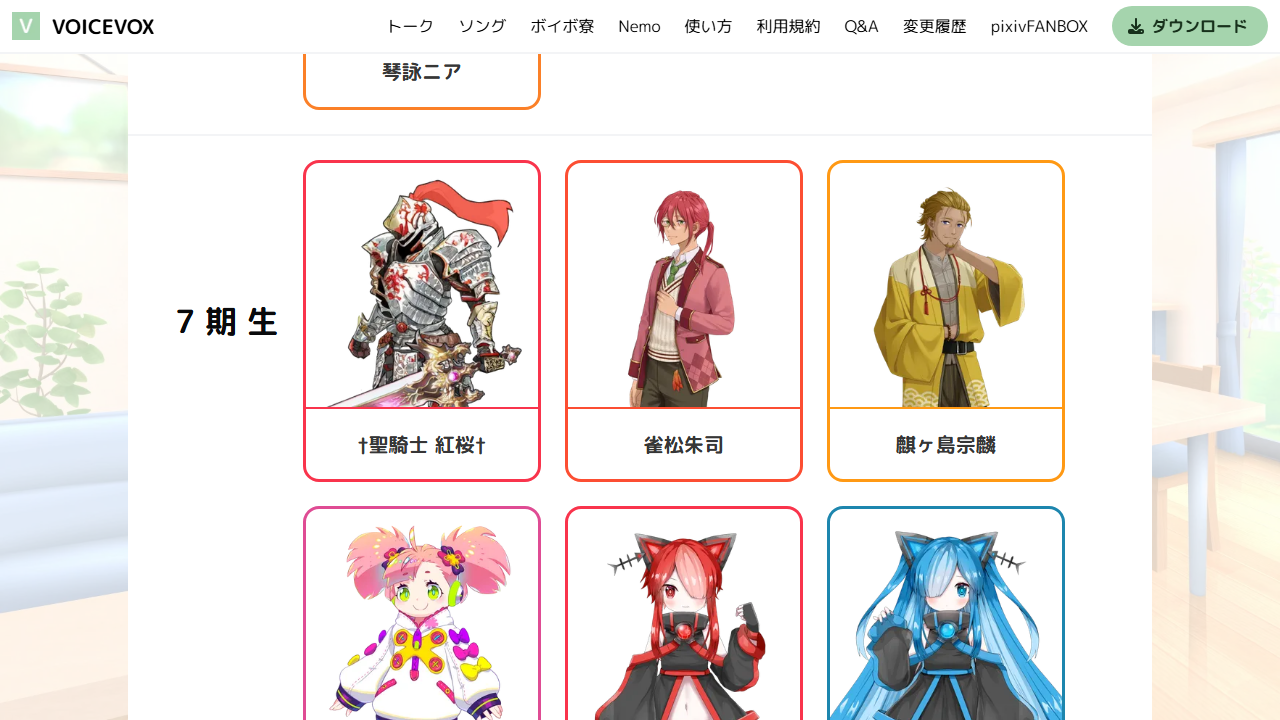 V VOICEVOX トーク ソング ボイボ寮 Nemo 使い方 利用規約 Q&A 変更履歴 pixivFANBOX ダウンロード
琴詠ニア
7期生
†聖騎士 紅桜† 雀松朱司 麒ヶ島宗麟